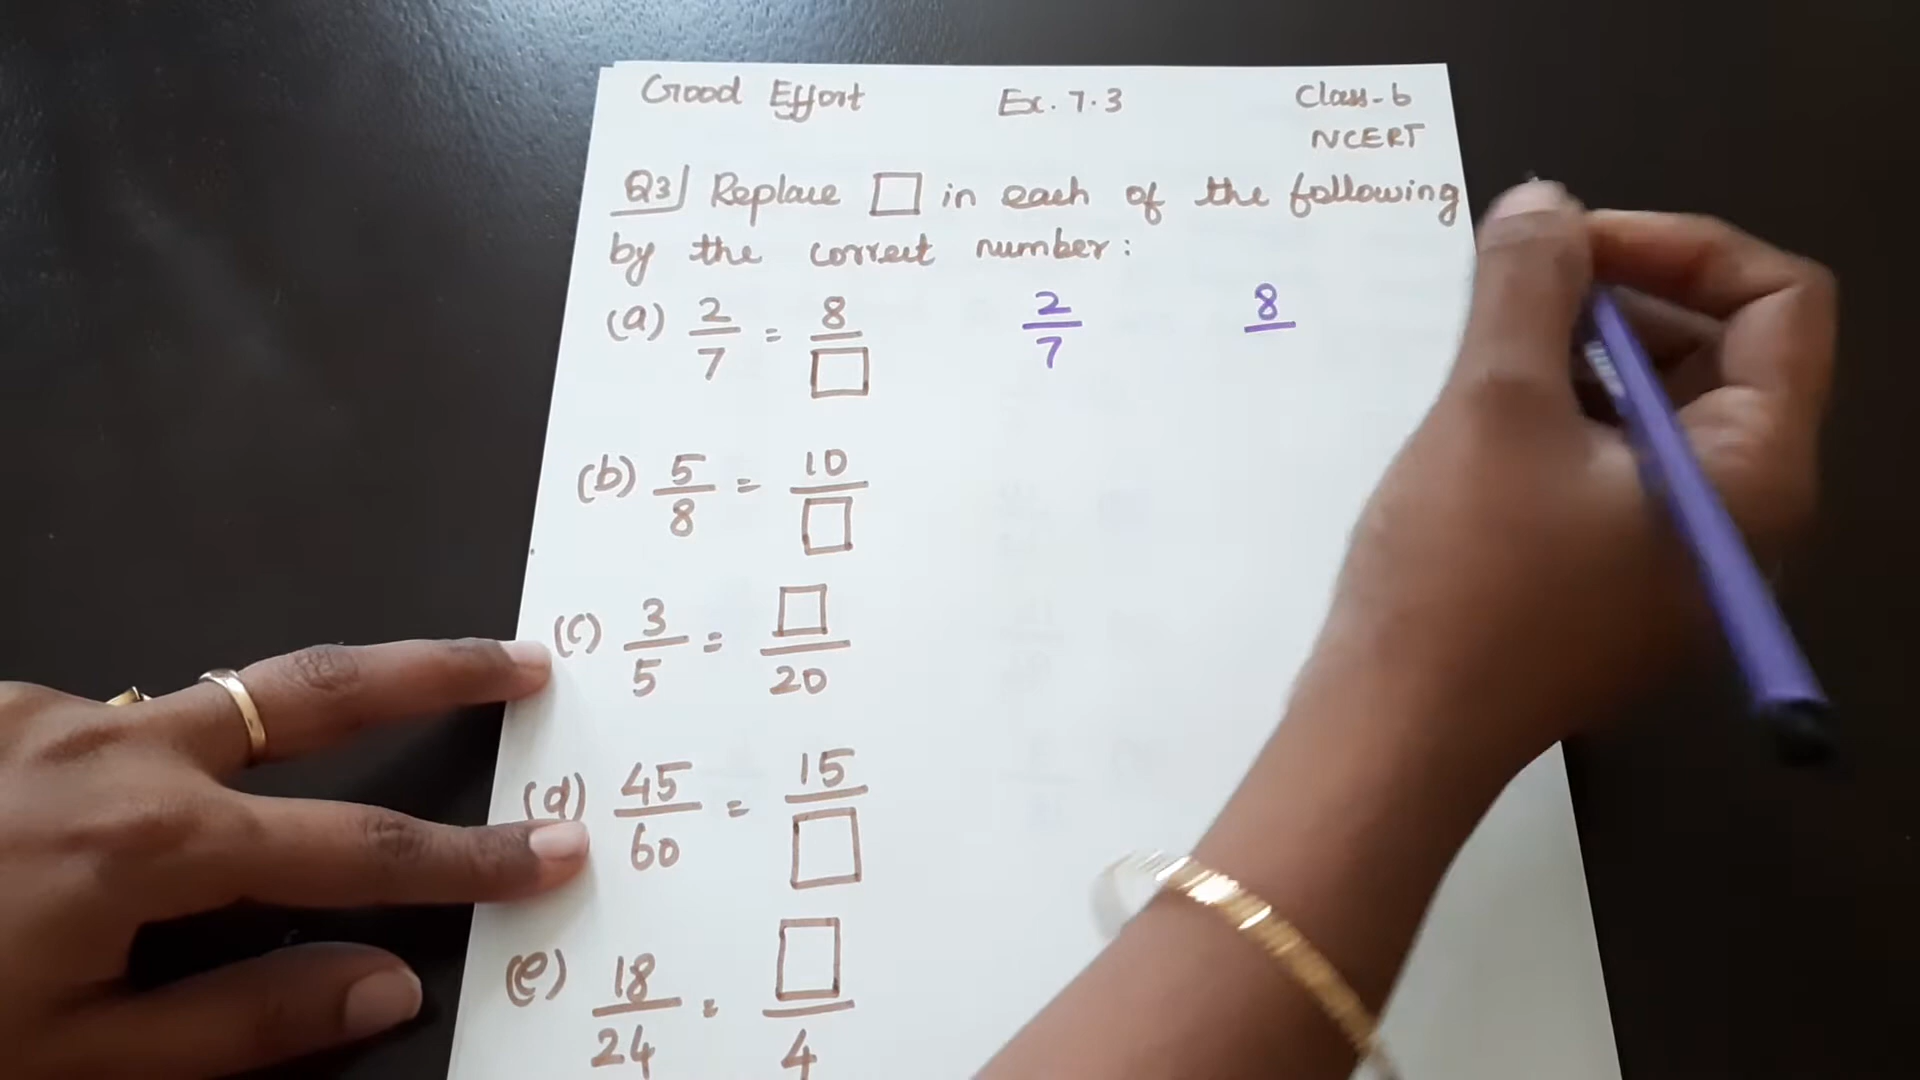 Good Effort Ex. 7.3 Class-6
NCERT
Q3 Replace □ in each of the following
by the correct number:
(a) 2/7 = 8/□ 2/7 8/
(b) 5/8 = 10/□
(c) 3/5 = □/20
(d) 45/60 = 15/□
(e) 18/24 = □/4